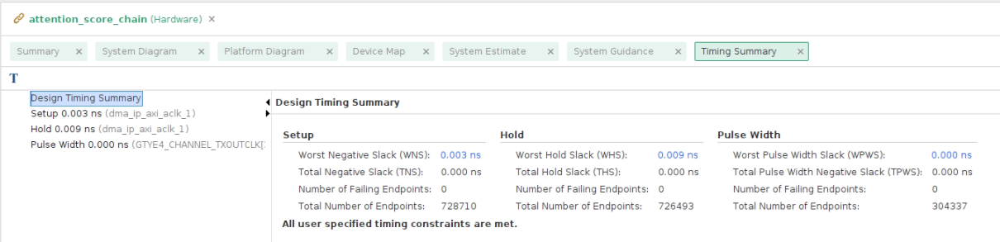 attention_score_chain (Hardware) ×
Summary × System Diagram × Platform Diagram × Device Map × System Estimate × System Guidance × Timing Summary ×
T
Design Timing Summary
Setup 0.003 ns (dma_ip_axi_aclk_1)
Hold 0.009 ns (dma_ip_axi_aclk_1)
Pulse Width 0.000 ns (GTYE4_CHANNEL_TXOUTCLK[
Design Timing Summary
Setup Hold Pulse Width
Worst Negative Slack (WNS): 0.003 ns Worst Hold Slack (WHS): 0.009 ns Worst Pulse Width Slack (WPWS): 0.000 ns
Total Negative Slack (TNS): 0.000 ns Total Hold Slack (THS): 0.000 ns Total Pulse Width Negative Slack (TPWS): 0.000 ns
Number of Failing Endpoints: 0 Number of Failing Endpoints: 0 Number of Failing Endpoints: 0
Total Number of Endpoints: 728710 Total Number of Endpoints: 726493 Total Number of Endpoints: 304337
All user specified timing constraints are met.